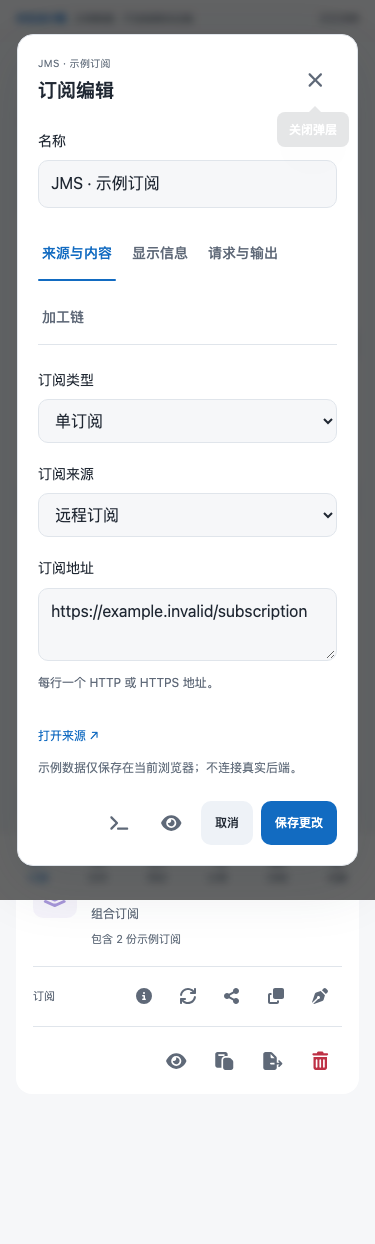 JMS · 示例订阅
订阅编辑
关闭弹层
名称
JMS · 示例订阅
来源与内容 显示信息 请求与输出
加工链
订阅类型
单订阅
订阅来源
远程订阅
订阅地址
https://example.invalid/subscription
每行一个 HTTP 或 HTTPS 地址。
打开来源 ↗
示例数据仅保存在当前浏览器；不连接真实后端。
取消 保存更改
组合订阅
包含 2 份示例订阅
订阅